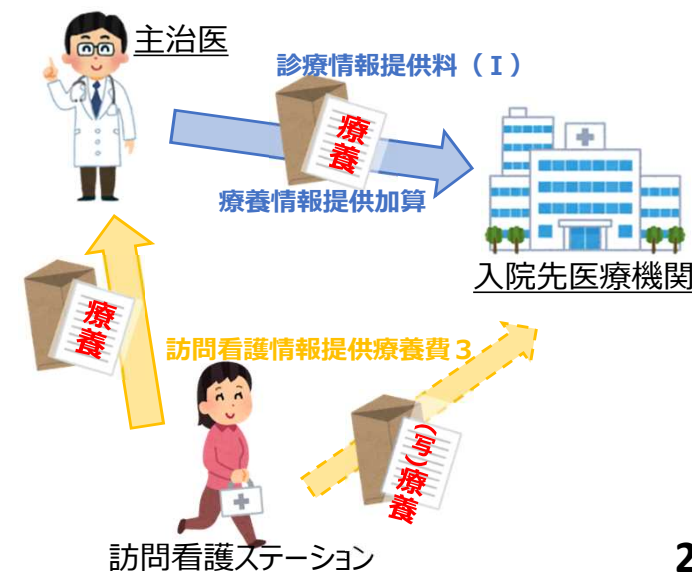 主治医
診療情報提供料（Ⅰ）
療養
療養情報提供加算
入院先医療機関
療養
訪問看護情報提供療養費３
（写）療養
訪問看護ステーション
2